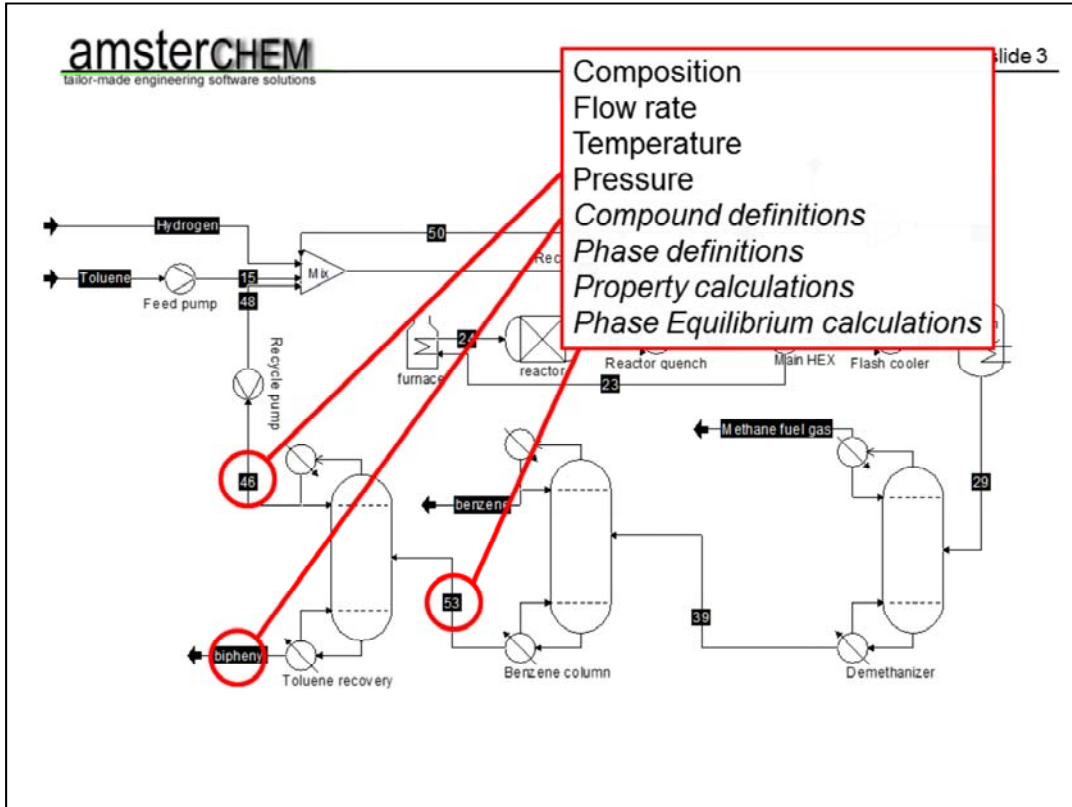 amsterCHEM
tailor-made engineering software solutions
slide 3
Composition
Flow rate
Temperature
Pressure
Compound definitions
Phase definitions
Property calculations
Phase Equilibrium calculations
Hydrogen
50
Toluene
15
Mix
Feed pump
48
Recycle pump
24
furnace
reactor
Reactor quench
Main HEX
Flash cooler
23
Methane fuel gas
46
benzene
29
53
39
bipheny
Toluene recovery
Benzene column
Demethanizer